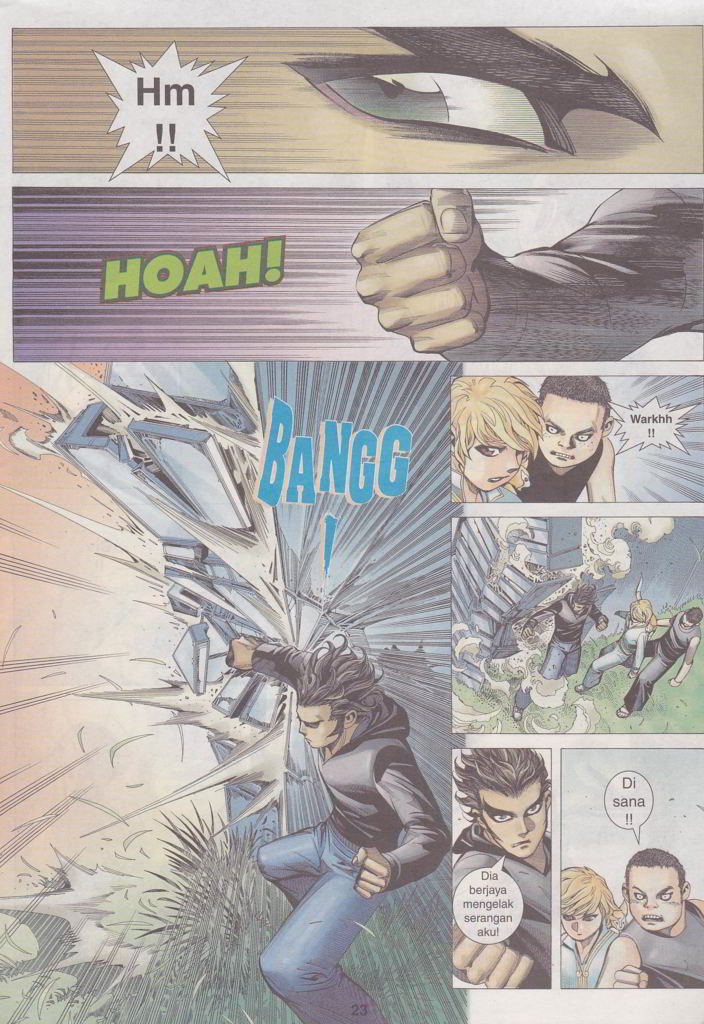 Hm
!!
HOAH!
BANGG
!
Warkhh
!!
Dia
berjaya
mengelak
serangan
aku!
Di
sana
!!
23